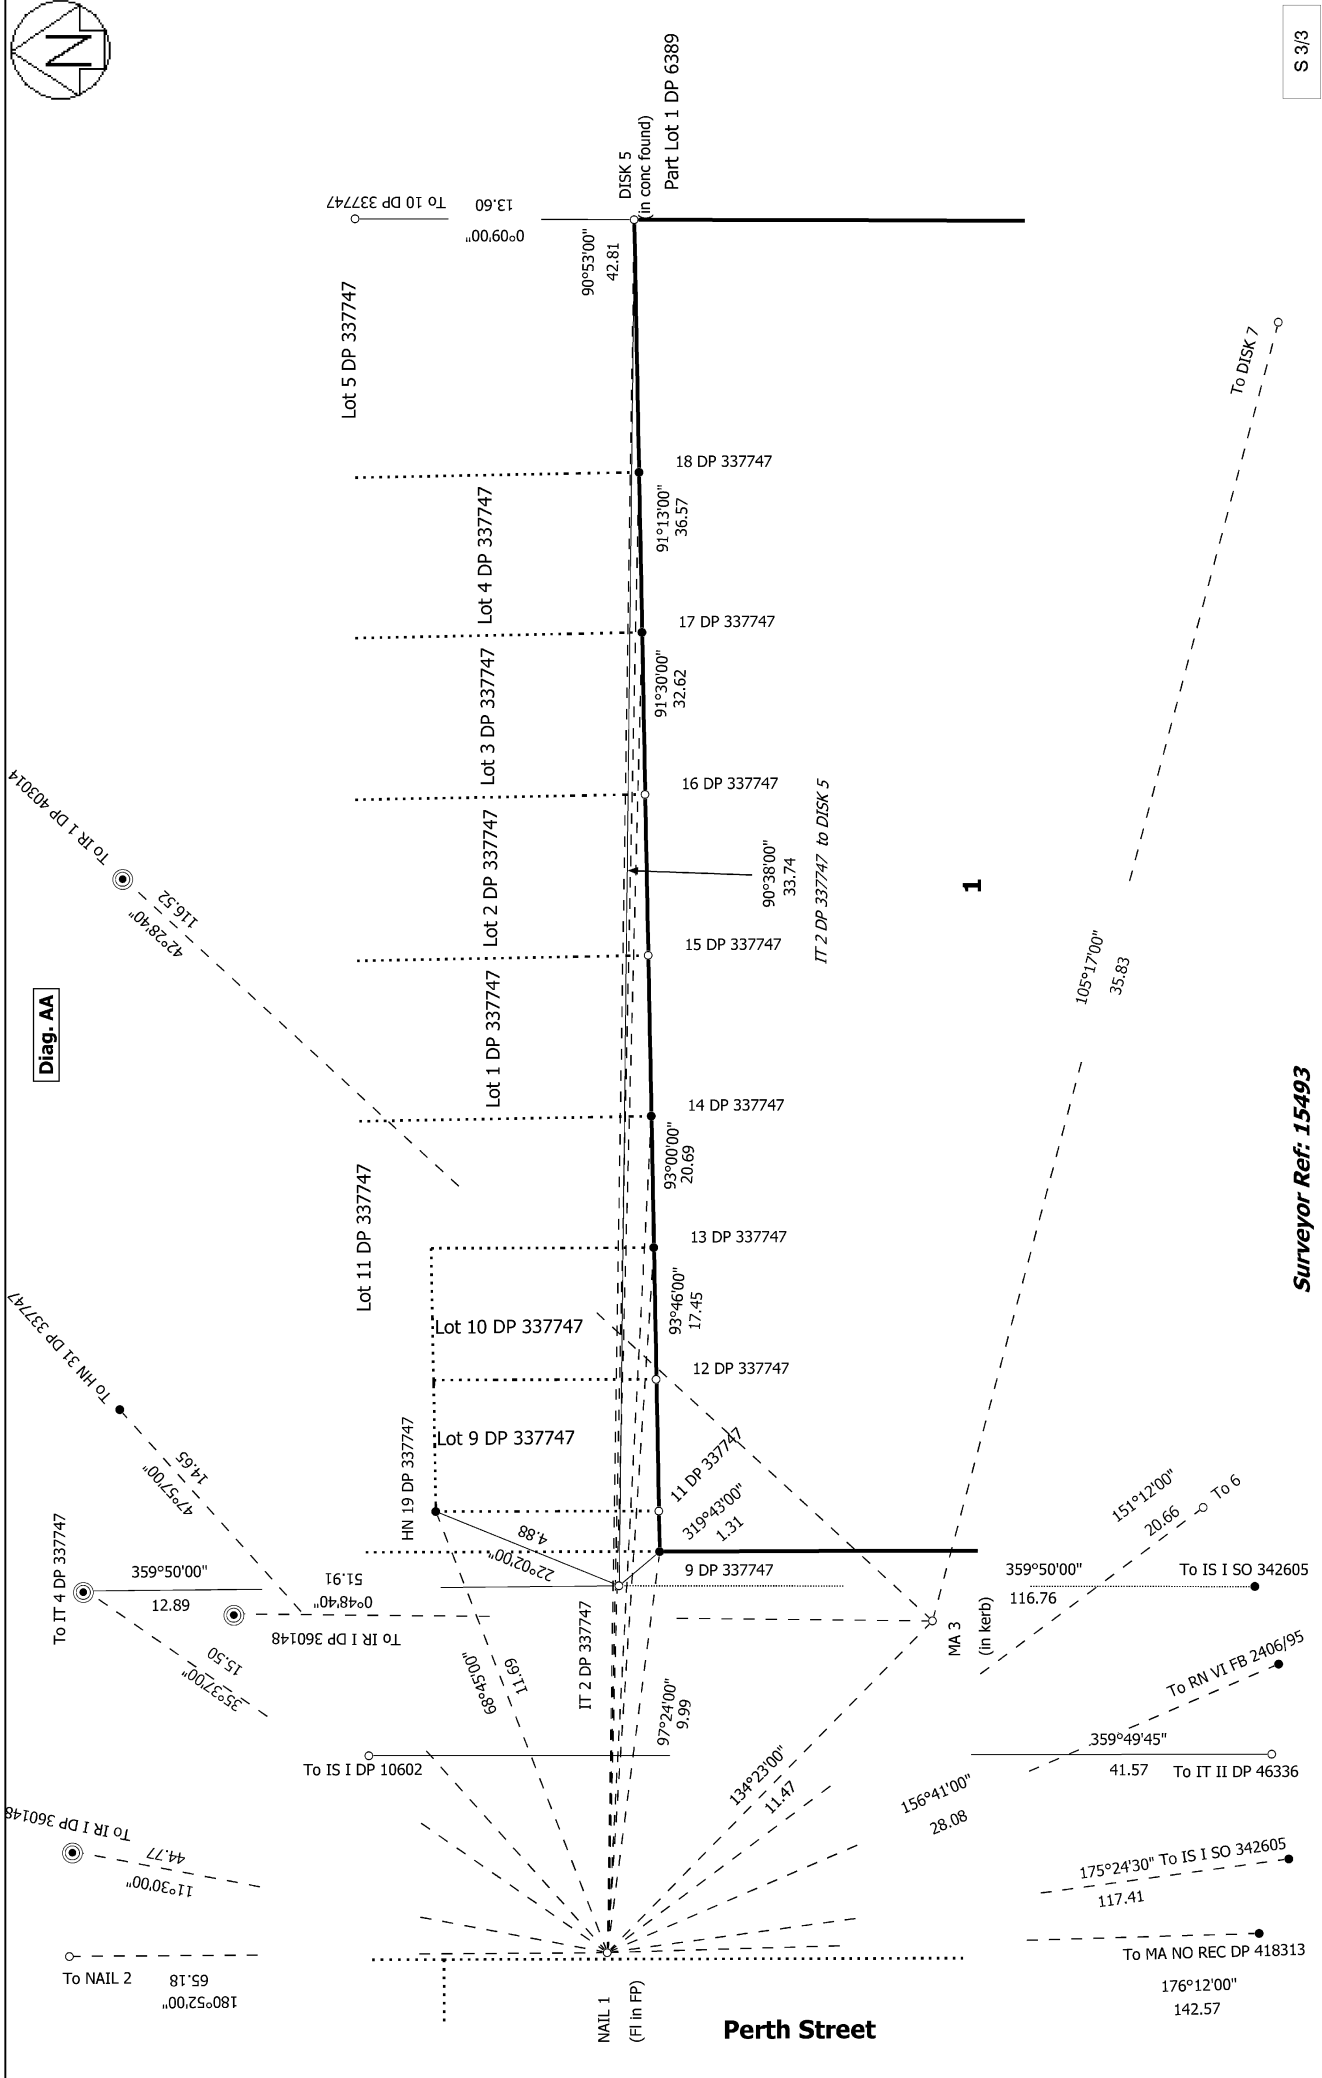 N
S 3/3
To 10 DP 337747
13.60
0°09'00"
DISK 5
(in conc found)
Part Lot 1 DP 6389
90°53'00"
42.81
Lot 5 DP 337747
To DISK 7
18 DP 337747
91°13'00"
36.57
Lot 4 DP 337747
17 DP 337747
91°30'00"
32.62
Lot 3 DP 337747
16 DP 337747
To IR 1 DP 403014
116.52
42°28'40"
Lot 2 DP 337747
90°38'00"
33.74
IT 2 DP 337747 to DISK 5
1
15 DP 337747
105°17'00"
35.83
Diag. AA
Lot 1 DP 337747
14 DP 337747
93°00'00"
20.69
Surveyor Ref: 15493
Lot 11 DP 337747
13 DP 337747
93°46'00"
17.45
Lot 10 DP 337747
12 DP 337747
To HN 31 DP 337747
14.65
47°57'00"
HN 19 DP 337747
Lot 9 DP 337747
11 DP 337747
319°43'00"
1.31
4.88
22°02'00"
9 DP 337747
151°12'00"
20.66
To 6
To IT 4 DP 337747
359°50'00"
12.89
51.91
0°48'40"
To IR I DP 360148
359°50'00"
116.76
To IS I SO 342605
15.50
35°37'00"
IT 2 DP 337747
MA 3
(in kerb)
68°45'00"
11.69
97°24'00"
9.99
To RN VI FB 2406/95
To IS I DP 10602
359°49'45"
41.57
To IT II DP 46336
134°23'00"
11.47
156°41'00"
28.08
To IR I DP 360148
44.77
11°30'00"
175°24'30" To IS I SO 342605
117.41
To NAIL 2
65.18
180°52'00"
To MA NO REC DP 418313
176°12'00"
142.57
NAIL 1
(Fl in FP)
Perth Street